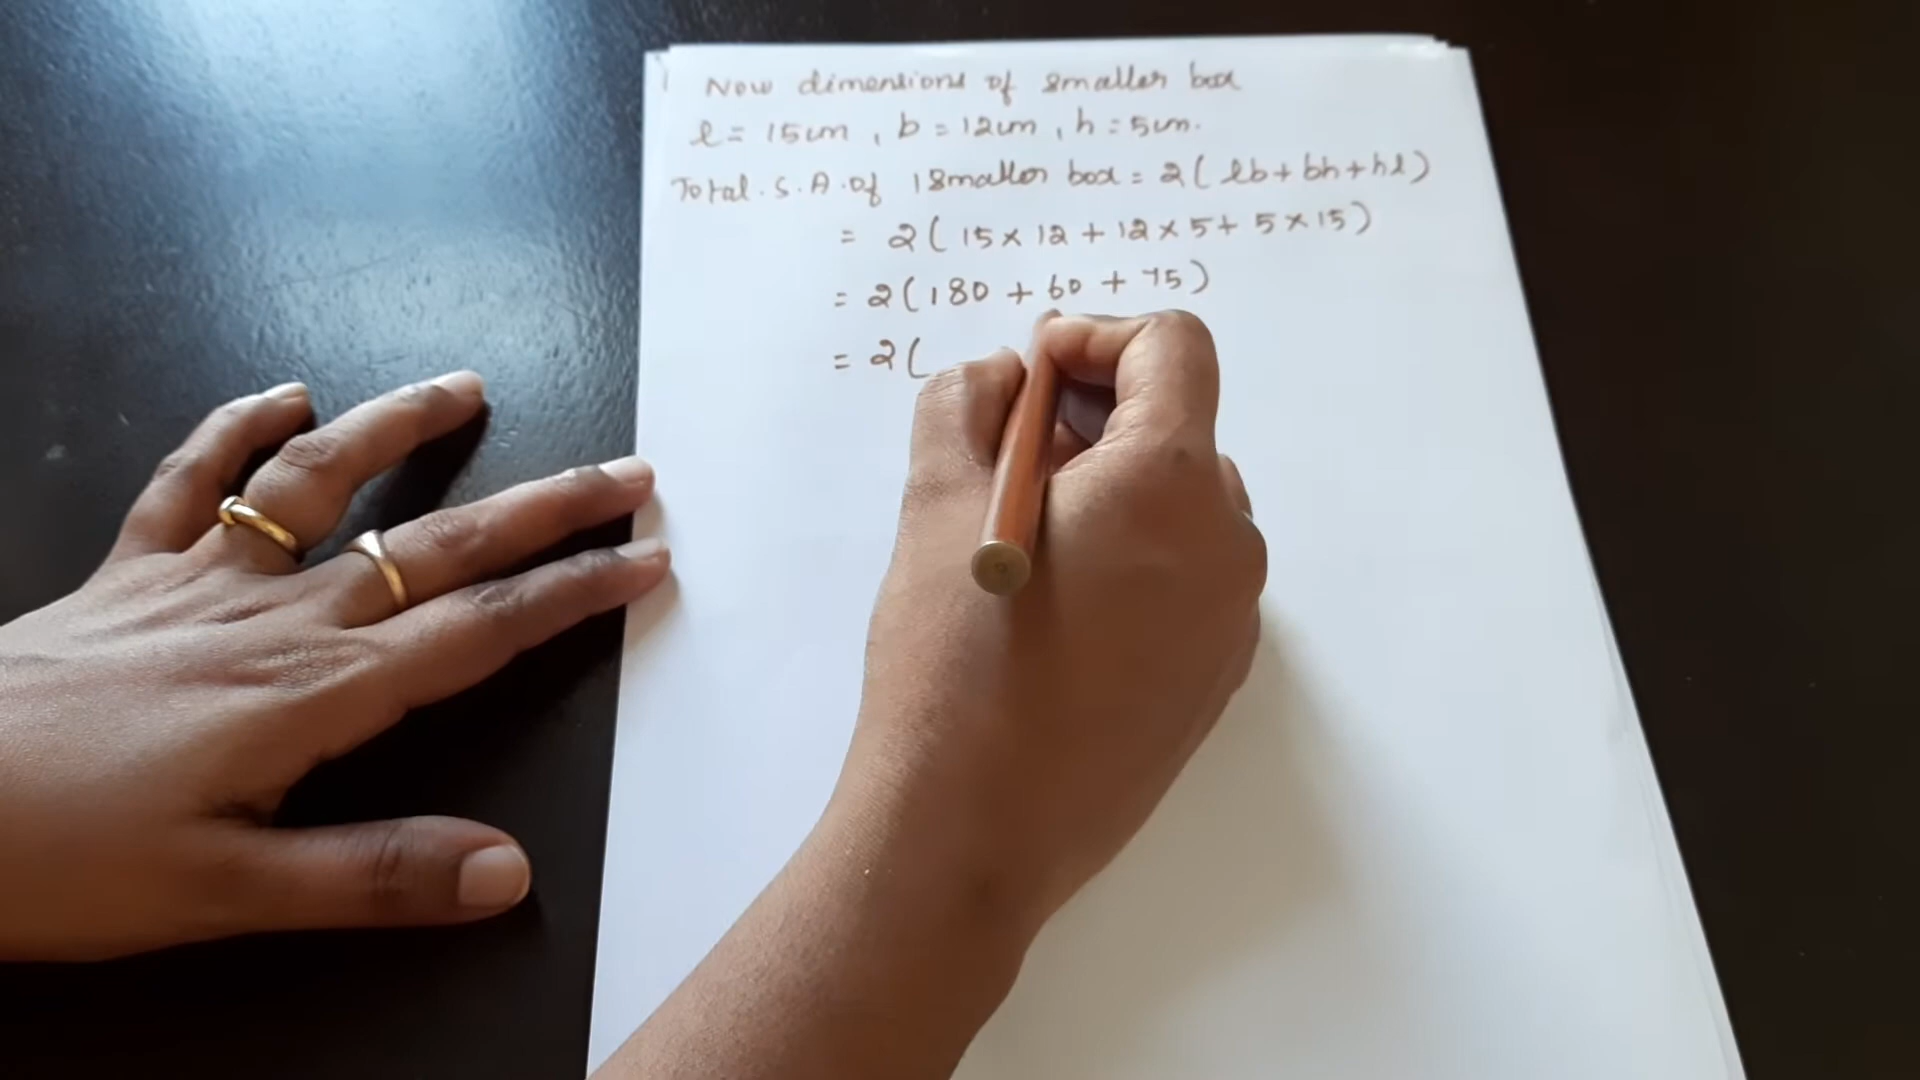 Now dimensions of smaller box
l = 15cm , b = 12cm , h = 5cm.
Total . S. A. of 1 Smaller box = 2 ( lb + bh + hl )
= 2 ( 15 × 12 + 12 × 5 + 5 × 15 )
= 2 ( 180 + 60 + 75 )
= 2 (